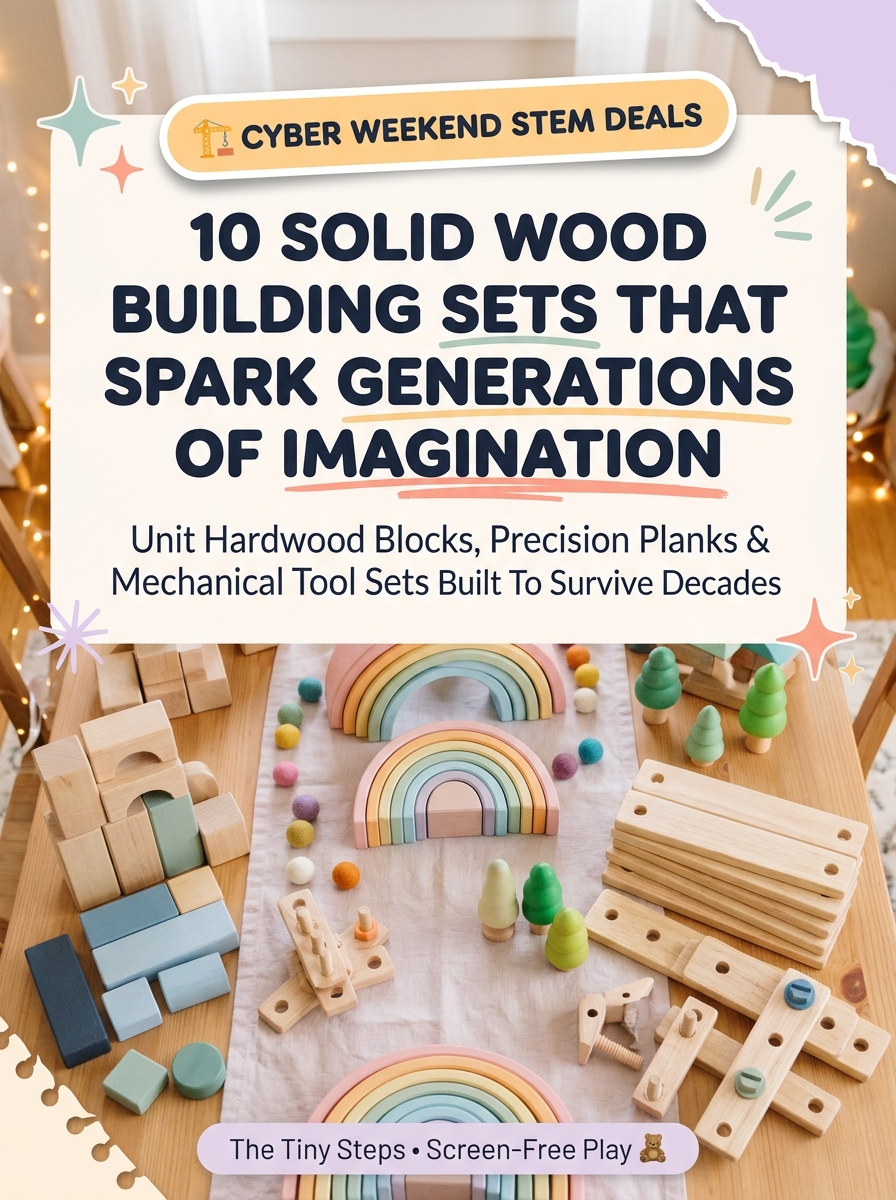 🏗️ CYBER WEEKEND STEM DEALS
10 SOLID WOOD
BUILDING SETS THAT
SPARK GENERATIONS
OF IMAGINATION
Unit Hardwood Blocks, Precision Planks &
Mechanical Tool Sets Built To Survive Decades
The Tiny Steps • Screen-Free Play 🧸